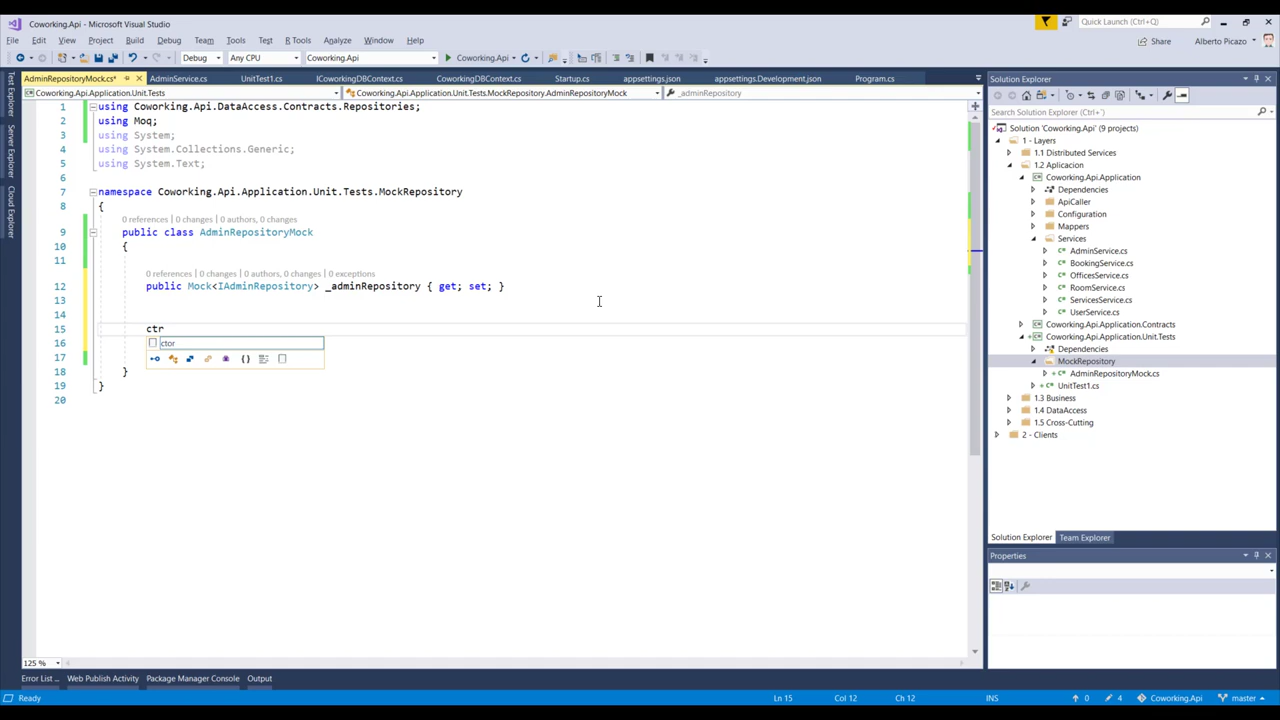 Coworking.Api - Microsoft Visual Studio
Quick Launch (Ctrl+Q)
File Edit View Project Build Debug Team Tools Test R Tools Analyze Window Help
Share Alberto Picazo
Debug Any CPU Coworking.Api Coworking.Api
AdminRepositoryMock.cs* AdminService.cs UnitTest1.cs ICoworkingDBContext.cs CoworkingDBContext.cs Startup.cs appsettings.json appsettings.Development.json Program.cs
Coworking.Api.Application.Unit.Tests Coworking.Api.Application.Unit.Tests.MockRepository.AdminRepositoryMock _adminRepository
Test Explorer
Server Explorer
Cloud Explorer
1 using Coworking.Api.DataAccess.Contracts.Repositories;
2 using Moq;
3 using System;
4 using System.Collections.Generic;
5 using System.Text;
6
7 namespace Coworking.Api.Application.Unit.Tests.MockRepository
8 {
0 references | 0 changes | 0 authors, 0 changes
9 public class AdminRepositoryMock
10 {
11
0 references | 0 changes | 0 authors, 0 changes | 0 exceptions
12 public Mock<IAdminRepository> _adminRepository { get; set; }
13
14
15 ctr
16 ctor
17
18 }
19 }
20
Solution Explorer
Search Solution Explorer (Ctrl+´)
Solution 'Coworking.Api' (9 projects)
1 - Layers
1.1 Distributed Services
1.2 Aplicacion
Coworking.Api.Application
Dependencies
ApiCaller
Configuration
Mappers
Services
AdminService.cs
BookingService.cs
OfficesService.cs
RoomService.cs
ServicesService.cs
UserService.cs
Coworking.Api.Application.Contracts
Coworking.Api.Application.Unit.Tests
Dependencies
MockRepository
AdminRepositoryMock.cs
UnitTest1.cs
1.3 Business
1.4 DataAccess
1.5 Cross-Cutting
2 - Clients
Solution Explorer Team Explorer
Properties
125 %
Error List ... Web Publish Activity Package Manager Console Output
Ready Ln 15 Col 12 Ch 12 INS 0 4 Coworking.Api master